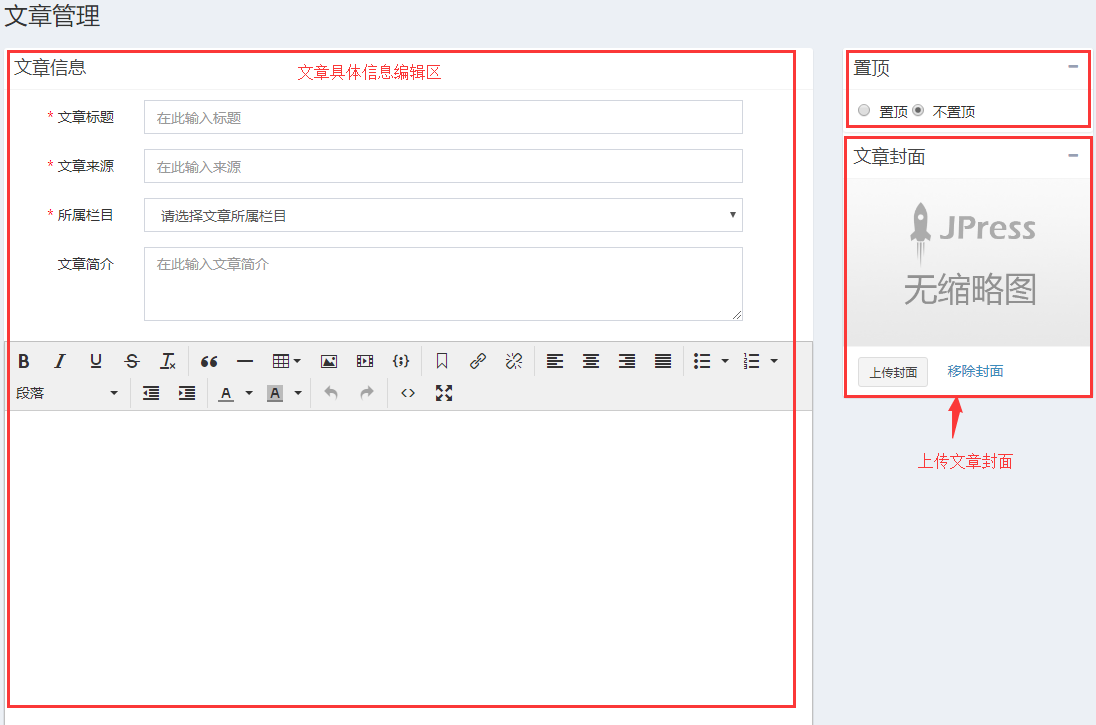 文章管理
文章信息
文章具体信息编辑区
* 文章标题
在此输入标题
* 文章来源
在此输入来源
* 所属栏目
请选择文章所属栏目
文章简介
在此输入文章简介
段落
置顶
置顶 不置顶
文章封面
JPress
无缩略图
上传封面 移除封面
上传文章封面